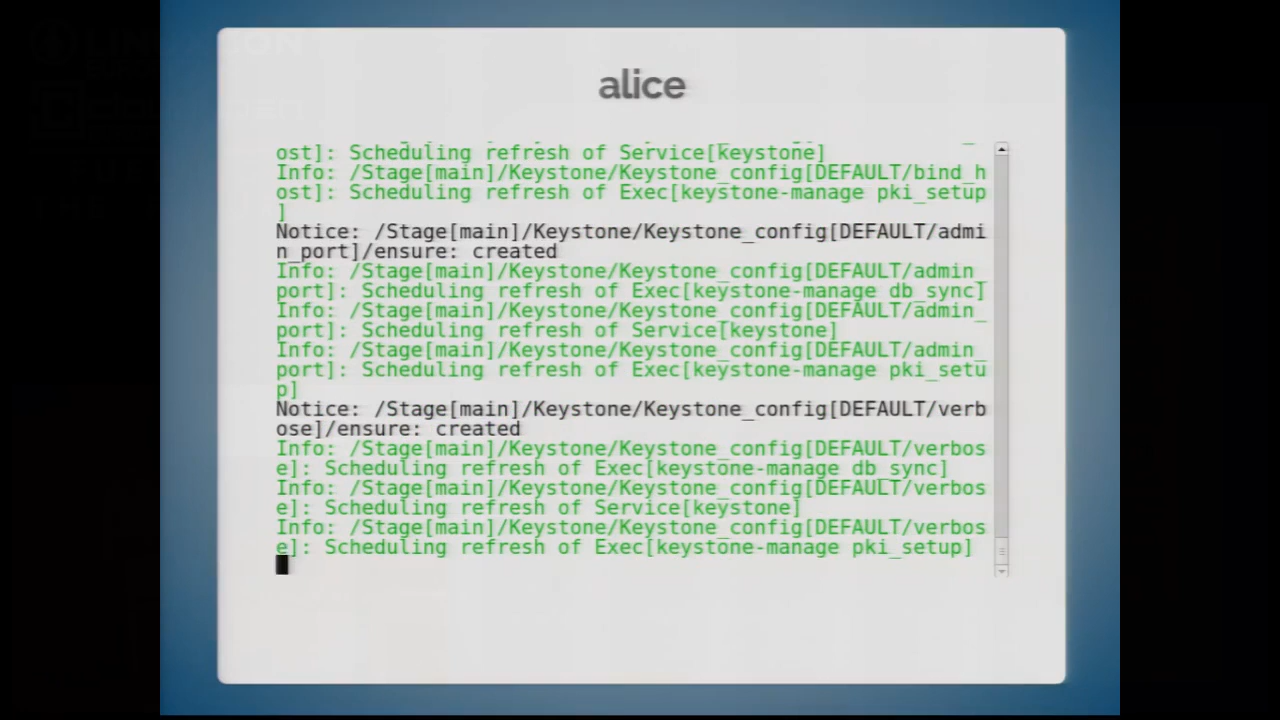 alice
ost]: Scheduling refresh of Service[keystone]
Info: /Stage[main]/Keystone/Keystone_config[DEFAULT/bind_h
ost]: Scheduling refresh of Exec[keystone-manage pki_setup
]
Notice: /Stage[main]/Keystone/Keystone_config[DEFAULT/admi
n_port]/ensure: created
Info: /Stage[main]/Keystone/Keystone_config[DEFAULT/admin_
port]: Scheduling refresh of Exec[keystone-manage db_sync]
Info: /Stage[main]/Keystone/Keystone_config[DEFAULT/admin_
port]: Scheduling refresh of Service[keystone]
Info: /Stage[main]/Keystone/Keystone_config[DEFAULT/admin_
port]: Scheduling refresh of Exec[keystone-manage pki_setu
p]
Notice: /Stage[main]/Keystone/Keystone_config[DEFAULT/verb
ose]/ensure: created
Info: /Stage[main]/Keystone/Keystone_config[DEFAULT/verbos
e]: Scheduling refresh of Exec[keystone-manage db_sync]
Info: /Stage[main]/Keystone/Keystone_config[DEFAULT/verbos
e]: Scheduling refresh of Service[keystone]
Info: /Stage[main]/Keystone/Keystone_config[DEFAULT/verbos
e]: Scheduling refresh of Exec[keystone-manage pki_setup]